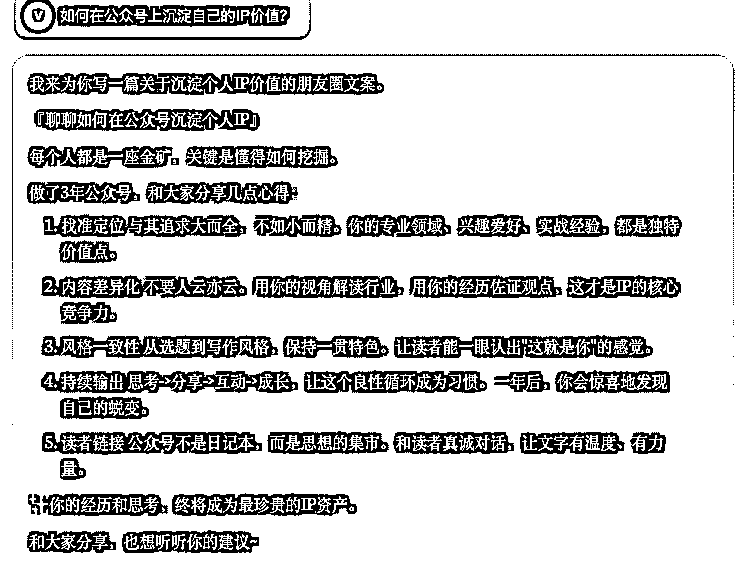 如何在公众号上沉淀自己的IP价值?
我来为你写一篇关于沉淀个人IP价值的朋友圈文案。
『聊聊如何在公众号沉淀个人IP』
每个人都是一座金矿，关键是懂得如何挖掘。
做了3年公众号，和大家分享几点心得:
1. 找准定位 与其追求大而全，不如小而精。你的专业领域、兴趣爱好、实战经验，都是独特
价值点。
2. 内容差异化 不要人云亦云。用你的视角解读行业，用你的经历佐证观点，这才是IP的核心
竞争力。
3. 风格一致性 从选题到写作风格，保持一贯特色。让读者能一眼认出"这就是你"的感觉。
4. 持续输出 思考->分享->互动->成长，让这个良性循环成为习惯。一年后，你会惊喜地发现
自己的蜕变。
5. 读者链接 公众号不是日记本，而是思想的集市。和读者真诚对话，让文字有温度、有力
量。
你的经历和思考，终将成为最珍贵的IP资产。
和大家分享，也想听听你的建议~